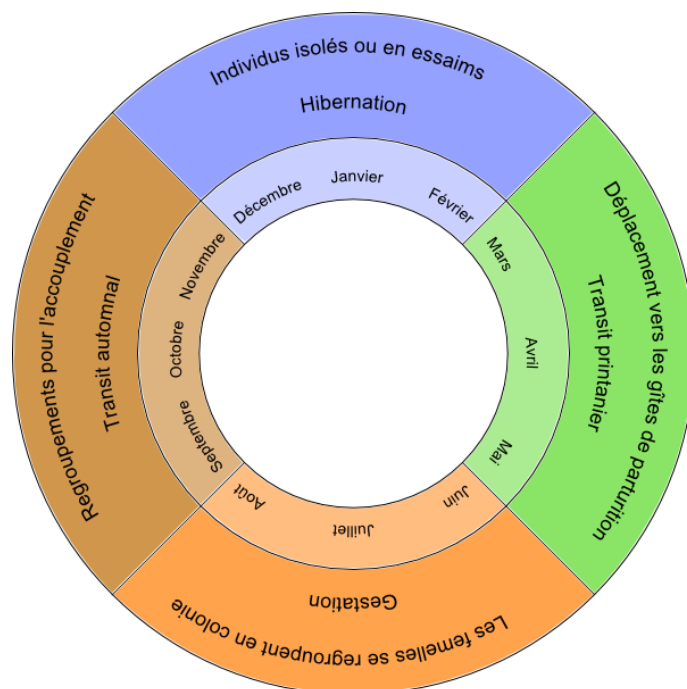 Individus isolés ou en essaims
Hibernation
Décembre
Janvier
Février
Déplacement vers les gîtes de parturition
Transit printanier
Mars
Avril
Mai
Les femelles se regroupent en colonie
Gestation
Juin
Juillet
Août
Regroupements pour l'accouplement
Transit automnal
Septembre
Octobre
Novembre